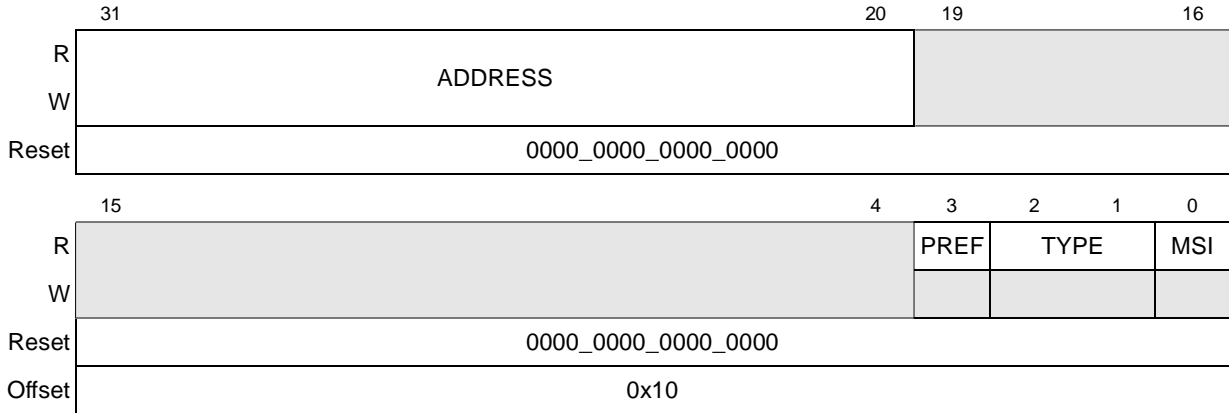 31 20 19 16
R
ADDRESS
W
Reset 0000_0000_0000_0000
15 4 3 2 1 0
R PREF TYPE MSI
W
Reset 0000_0000_0000_0000
Offset 0x10